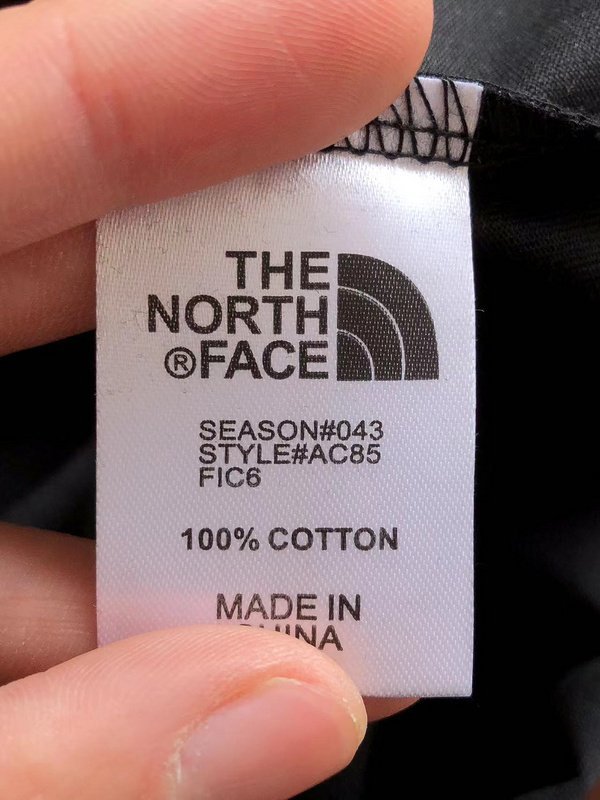 THE
NORTH
®FACE
SEASON#043
STYLE#AC85
FIC6
100% COTTON
MADE IN
CHINA